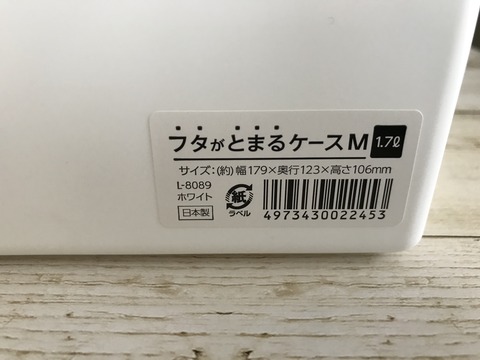 フタがとまるケースM 1.7ℓ
サイズ:(約)幅179×奥行123×高さ106mm
L-8089
ホワイト
日本製
紙
ラベル
4973430022453